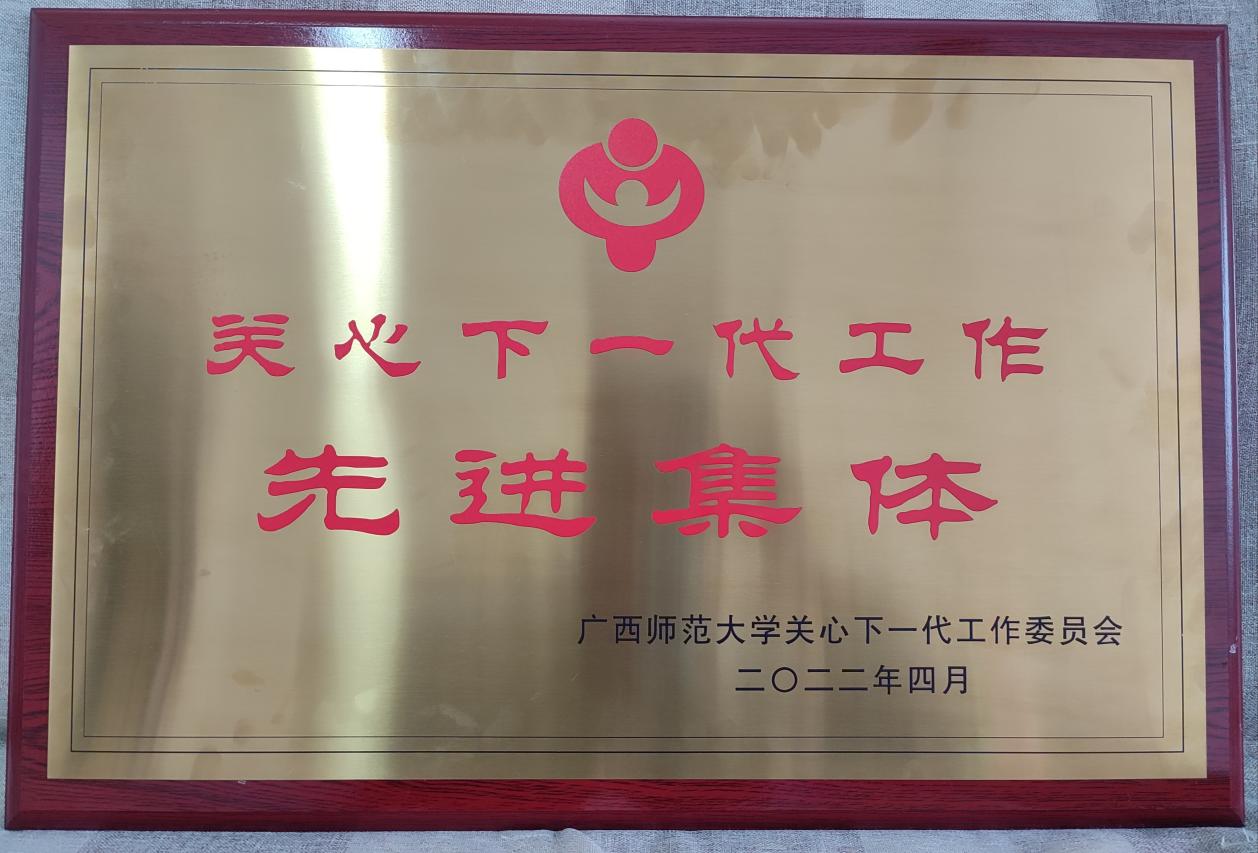 关心下一代工作
先进集体
广西师范大学关心下一代工作委员会
二〇二二年四月